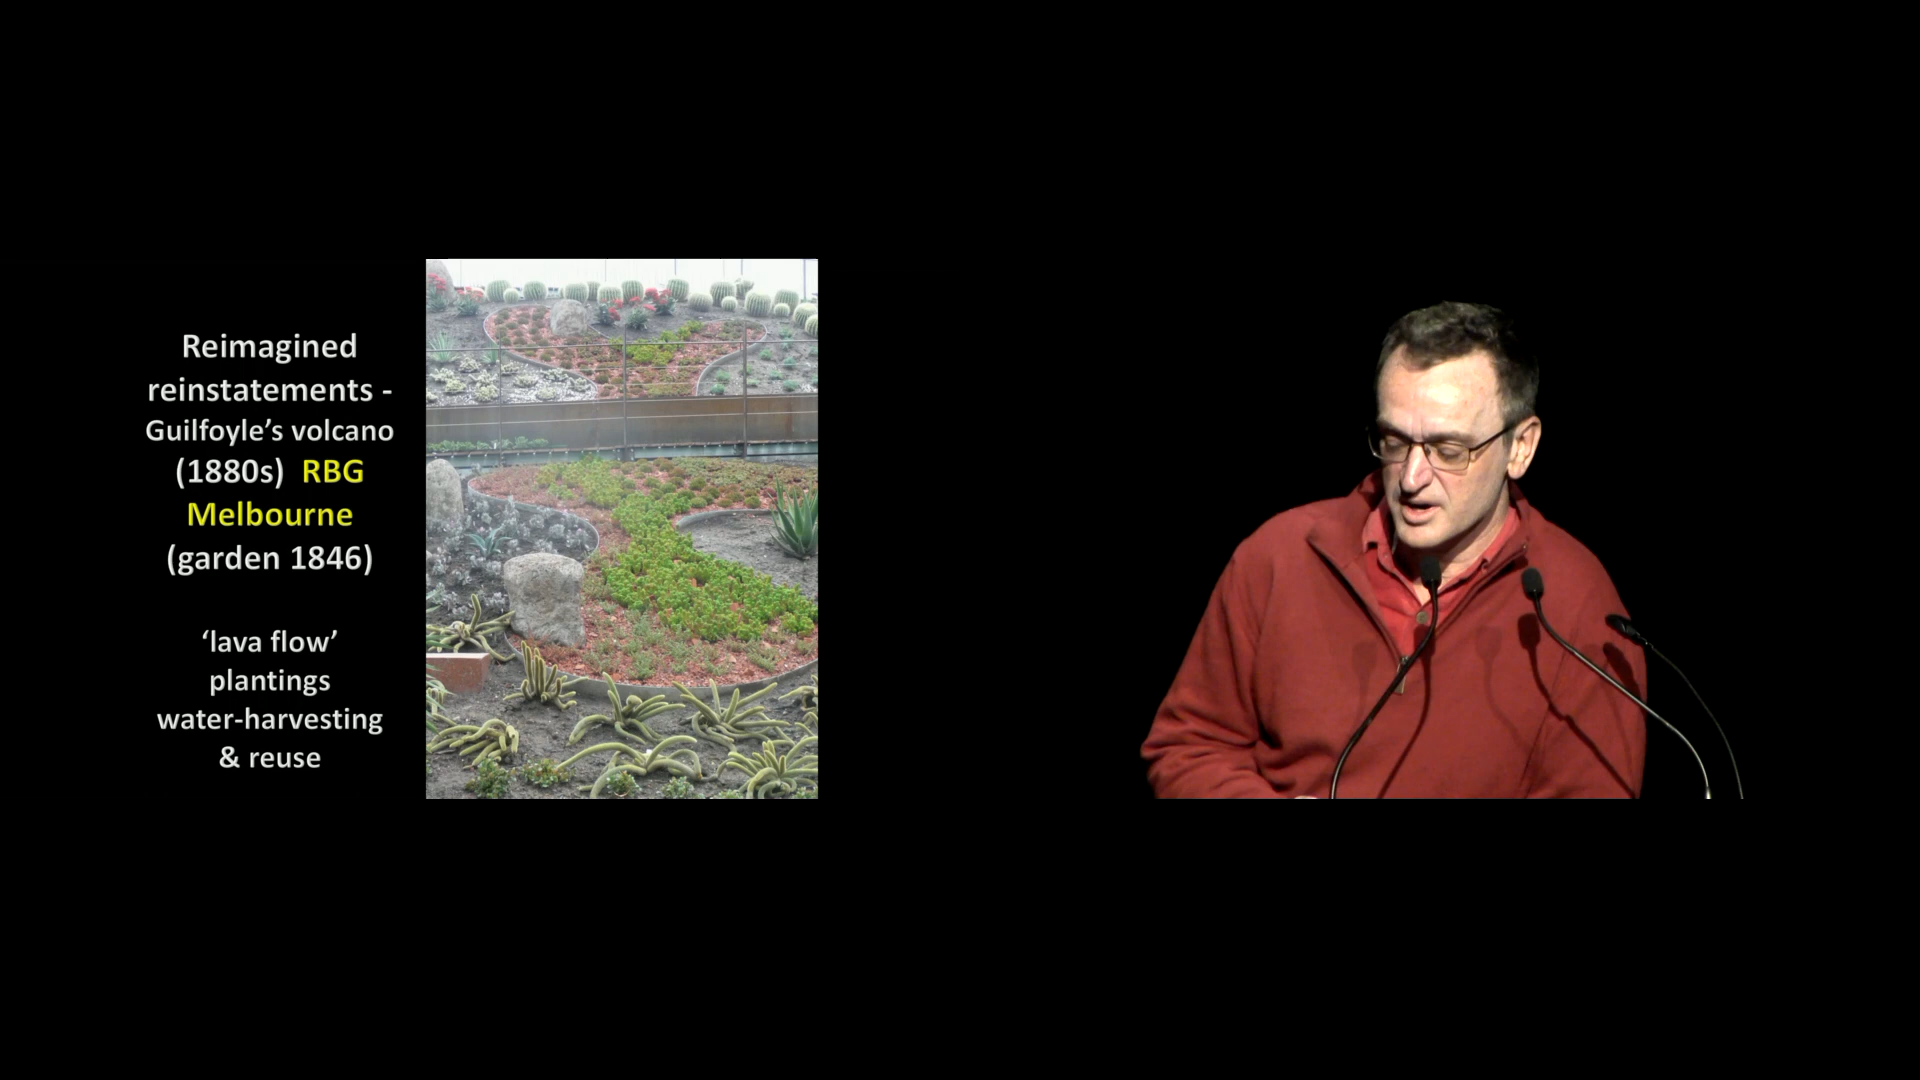 Reimagined
reinstatements -
Guilfoyle’s volcano
(1880s) RBG
Melbourne
(garden 1846)
‘lava flow’
plantings
water-harvesting
& reuse